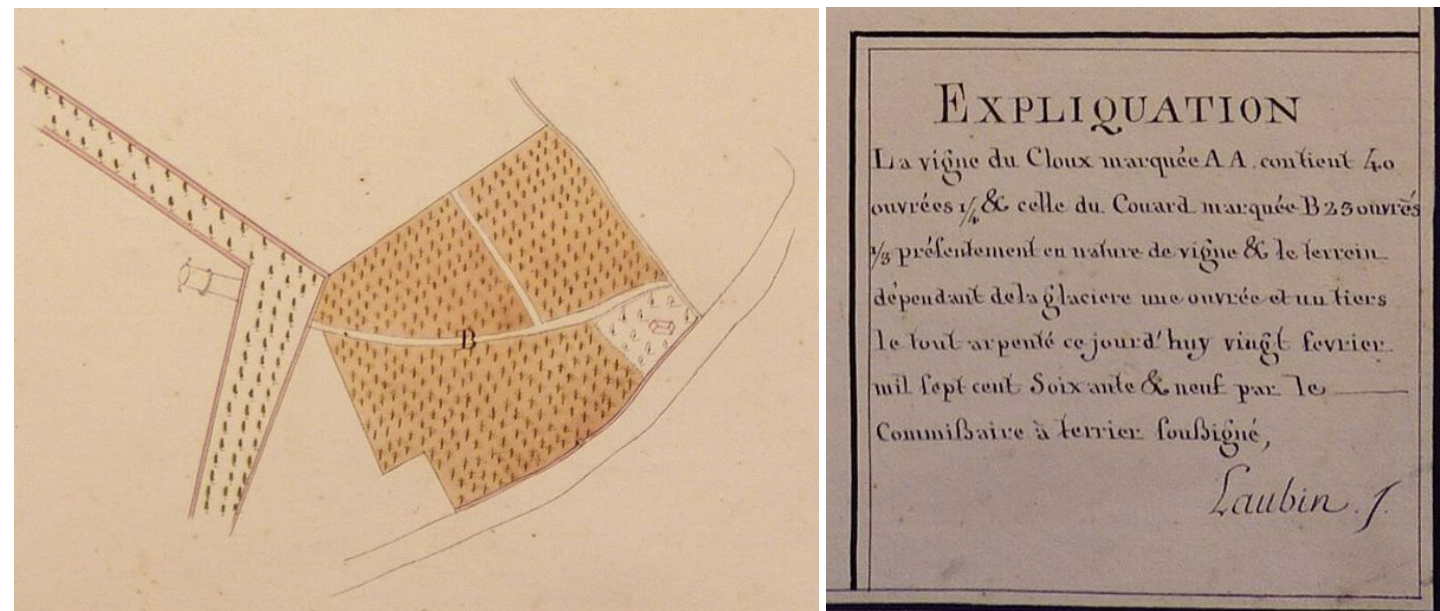 B
EXPLIQUATION
La vigne du Cloux marquée AA. contient 40
ouvrées 1/4 & celle du Couard marquée B 23 ouvrés
1/3 présentement en nature de vigne & le terrein
dépendant de la glaciere une ouvrée et un tiers
le tout arpenté ce jourd'huy vingt fevrier
mil sept cent Soixante & neuf par le
Commissaire à terrier soussigné,
Laubin. J.